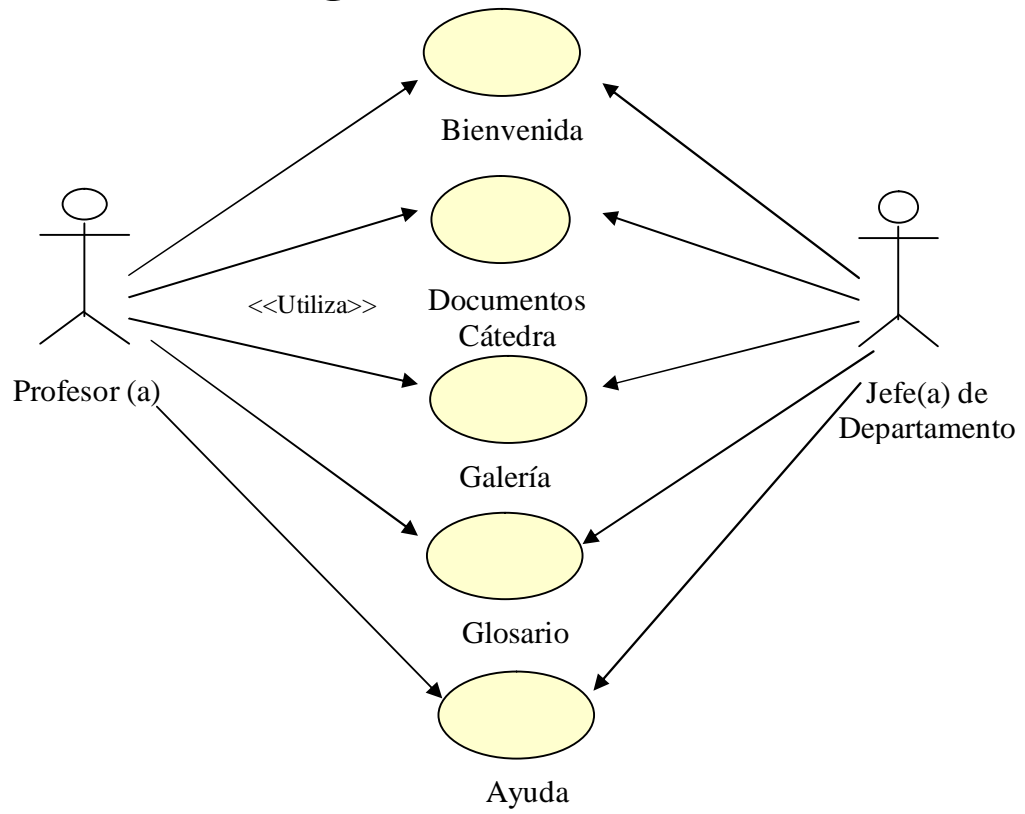 Bienvenida
<<Utiliza>>
Documentos
Cátedra
Profesor (a)
Jefe(a) de
Departamento
Galería
Glosario
Ayuda